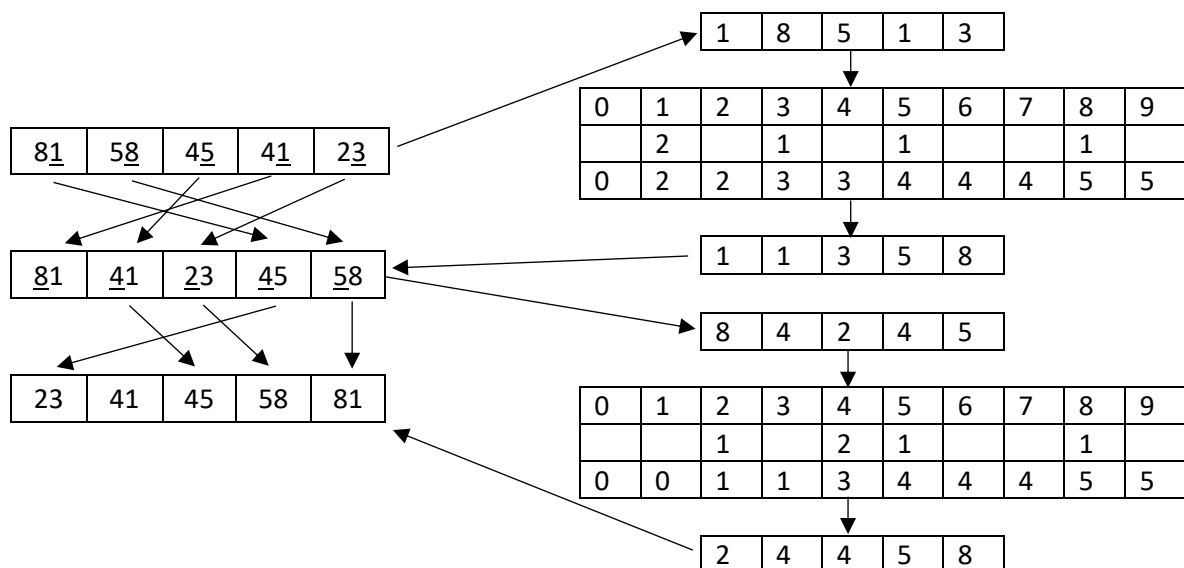 81 58 45 41 23
81 41 23 45 58
23 41 45 58 81
1 8 5 1 3
0 1 2 3 4 5 6 7 8 9
2 1 1 1
0 2 2 3 3 4 4 4 5 5
1 1 3 5 8
8 4 2 4 5
0 1 2 3 4 5 6 7 8 9
1 2 1 1
0 0 1 1 3 4 4 4 5 5
2 4 4 5 8